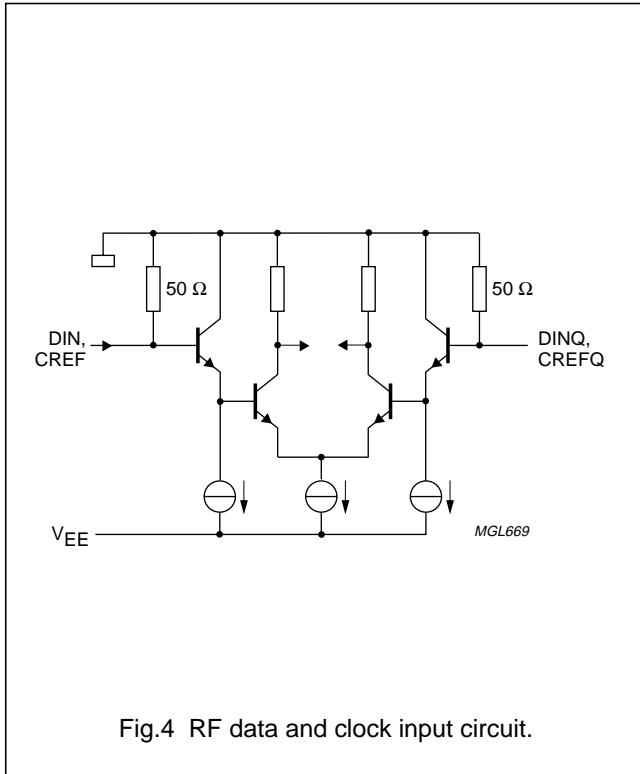 50 Ω
50 Ω
DIN,
CREF
DINQ,
CREFQ
VEE
MGL669
Fig.4 RF data and clock input circuit.